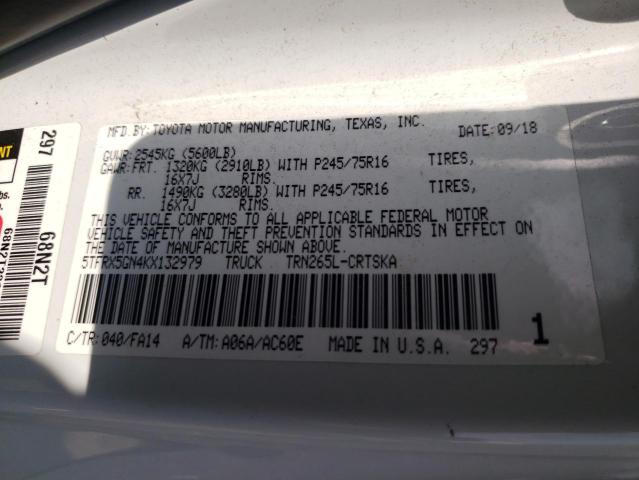 MFD.BY:TOYOTA MOTOR MANUFACTURING, TEXAS, INC. DATE:09/18
GVWR:2545KG (5600LB)
GAWR:FRT. 1320KG (2910LB) WITH P245/75R16 TIRES,
16X7J RIMS.
RR. 1490KG (3280LB) WITH P245/75R16 TIRES,
16X7J RIMS.
THIS VEHICLE CONFORMS TO ALL APPLICABLE FEDERAL MOTOR
VEHICLE SAFETY AND THEFT PREVENTION STANDARDS IN EFFECT ON
THE DATE OF MANUFACTURE SHOWN ABOVE.
5TFRX5GN4KX132979 TRUCK TRN265L-CRTSKA
1
C/TR:040/FA14 A/TM:A06A/AC60E MADE IN U.S.A. 297
297
68N2T